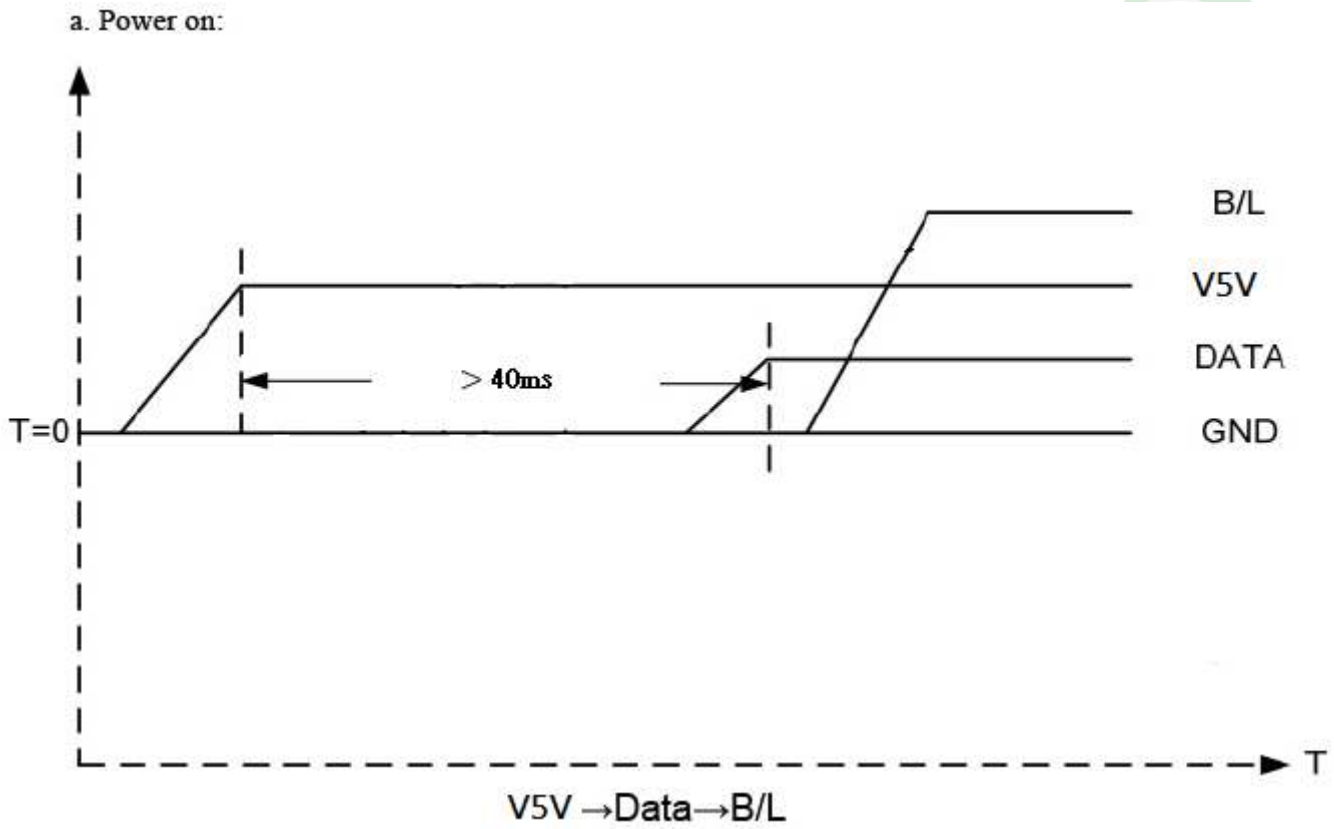 a. Power on:
B/L
V5V
DATA
> 40ms
T=0
GND
T
V5V →Data→B/L